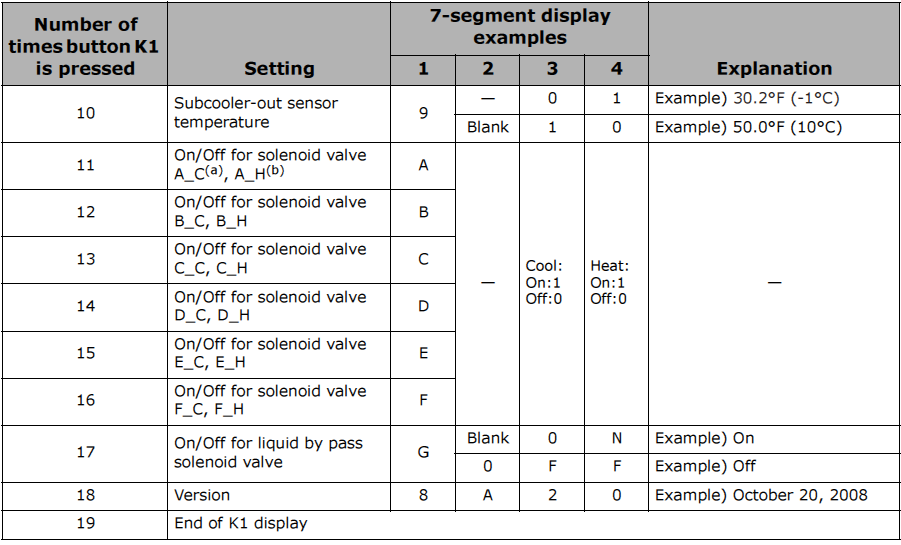 Number of times button K1 is pressed | Setting | 7-segment display examples | Explanation
1 | 2 | 3 | 4
10 | Subcooler-out sensor temperature | 9 | — | 0 | 1 | Example) 30.2°F (-1°C)
Blank | 1 | 0 | Example) 50.0°F (10°C)
11 | On/Off for solenoid valve A_C(a), A_H(b) | A | — | Cool: On:1 Off:0 | Heat: On:1 Off:0 | —
12 | On/Off for solenoid valve B_C, B_H | B
13 | On/Off for solenoid valve C_C, C_H | C
14 | On/Off for solenoid valve D_C, D_H | D
15 | On/Off for solenoid valve E_C, E_H | E
16 | On/Off for solenoid valve F_C, F_H | F
17 | On/Off for liquid by pass solenoid valve | G | Blank | 0 | N | Example) On
0 | F | F | Example) Off
18 | Version | 8 | A | 2 | 0 | Example) October 20, 2008
19 | End of K1 display